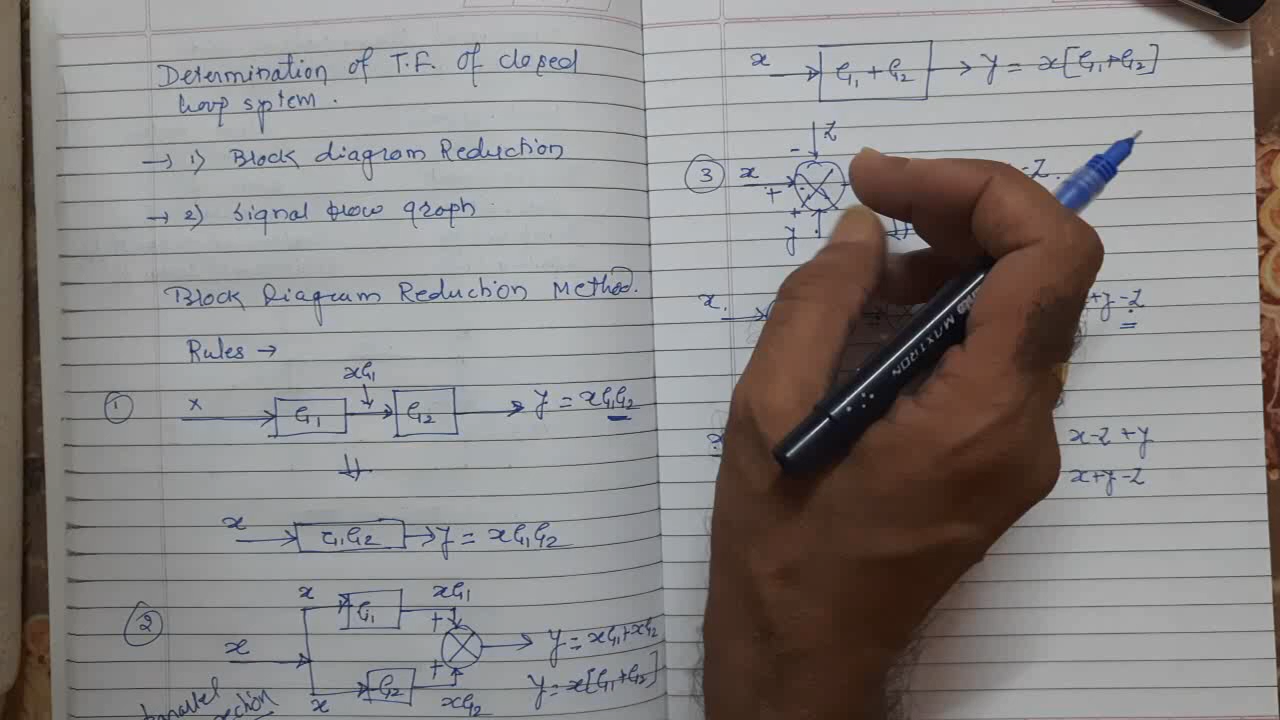 Determination of T.F. of closed
loop system.
→ 1) Block diagram Reduction
→ 2) Signal flow graph
Block Diagram Reduction Method.
Rules →
xG1
① x G1 G2 y = xG1G2
x G1G2 y = xG1G2
② x G1 xG1
x + y = xG1+xG2
+ y = x[G1+G2]
x G2 xG2
parallel
x G1 + G2 y = x[G1+G2]
- Z
③ x + -Z.
+
y
x. +y-Z
x-Z+y
x+y-Z
MAXTRON